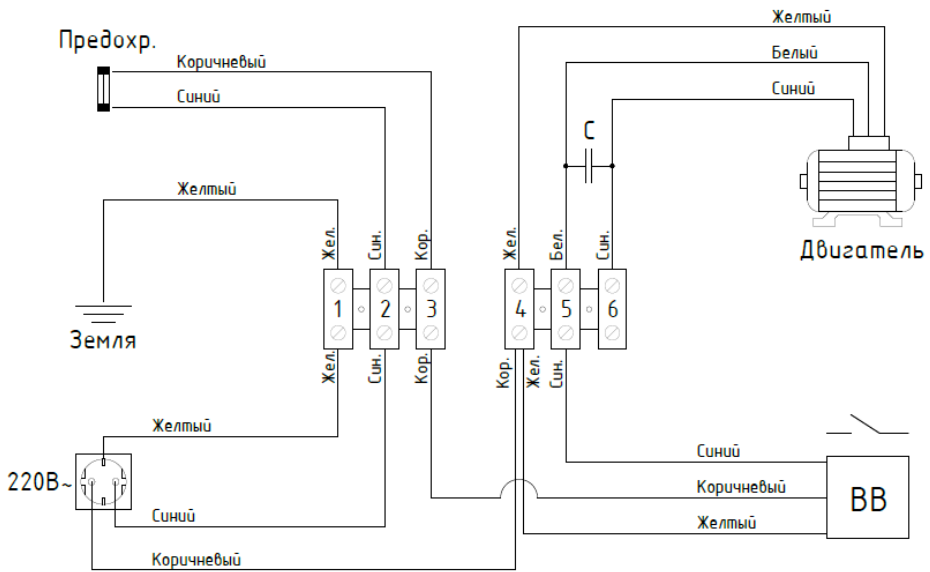 Желтый
Предохр.
Белый
Коричневый
Синий
Синий
C
Желтый
Двигатель
Жел.
Син.
Кор.
Жел.
Бел.
Син.
1
2
3
4
5
6
Земля
Жел.
Син.
Кор.
Кор.
Жел.
Син.
Желтый
Синий
220В~
Коричневый
ВВ
Синий
Желтый
Коричневый